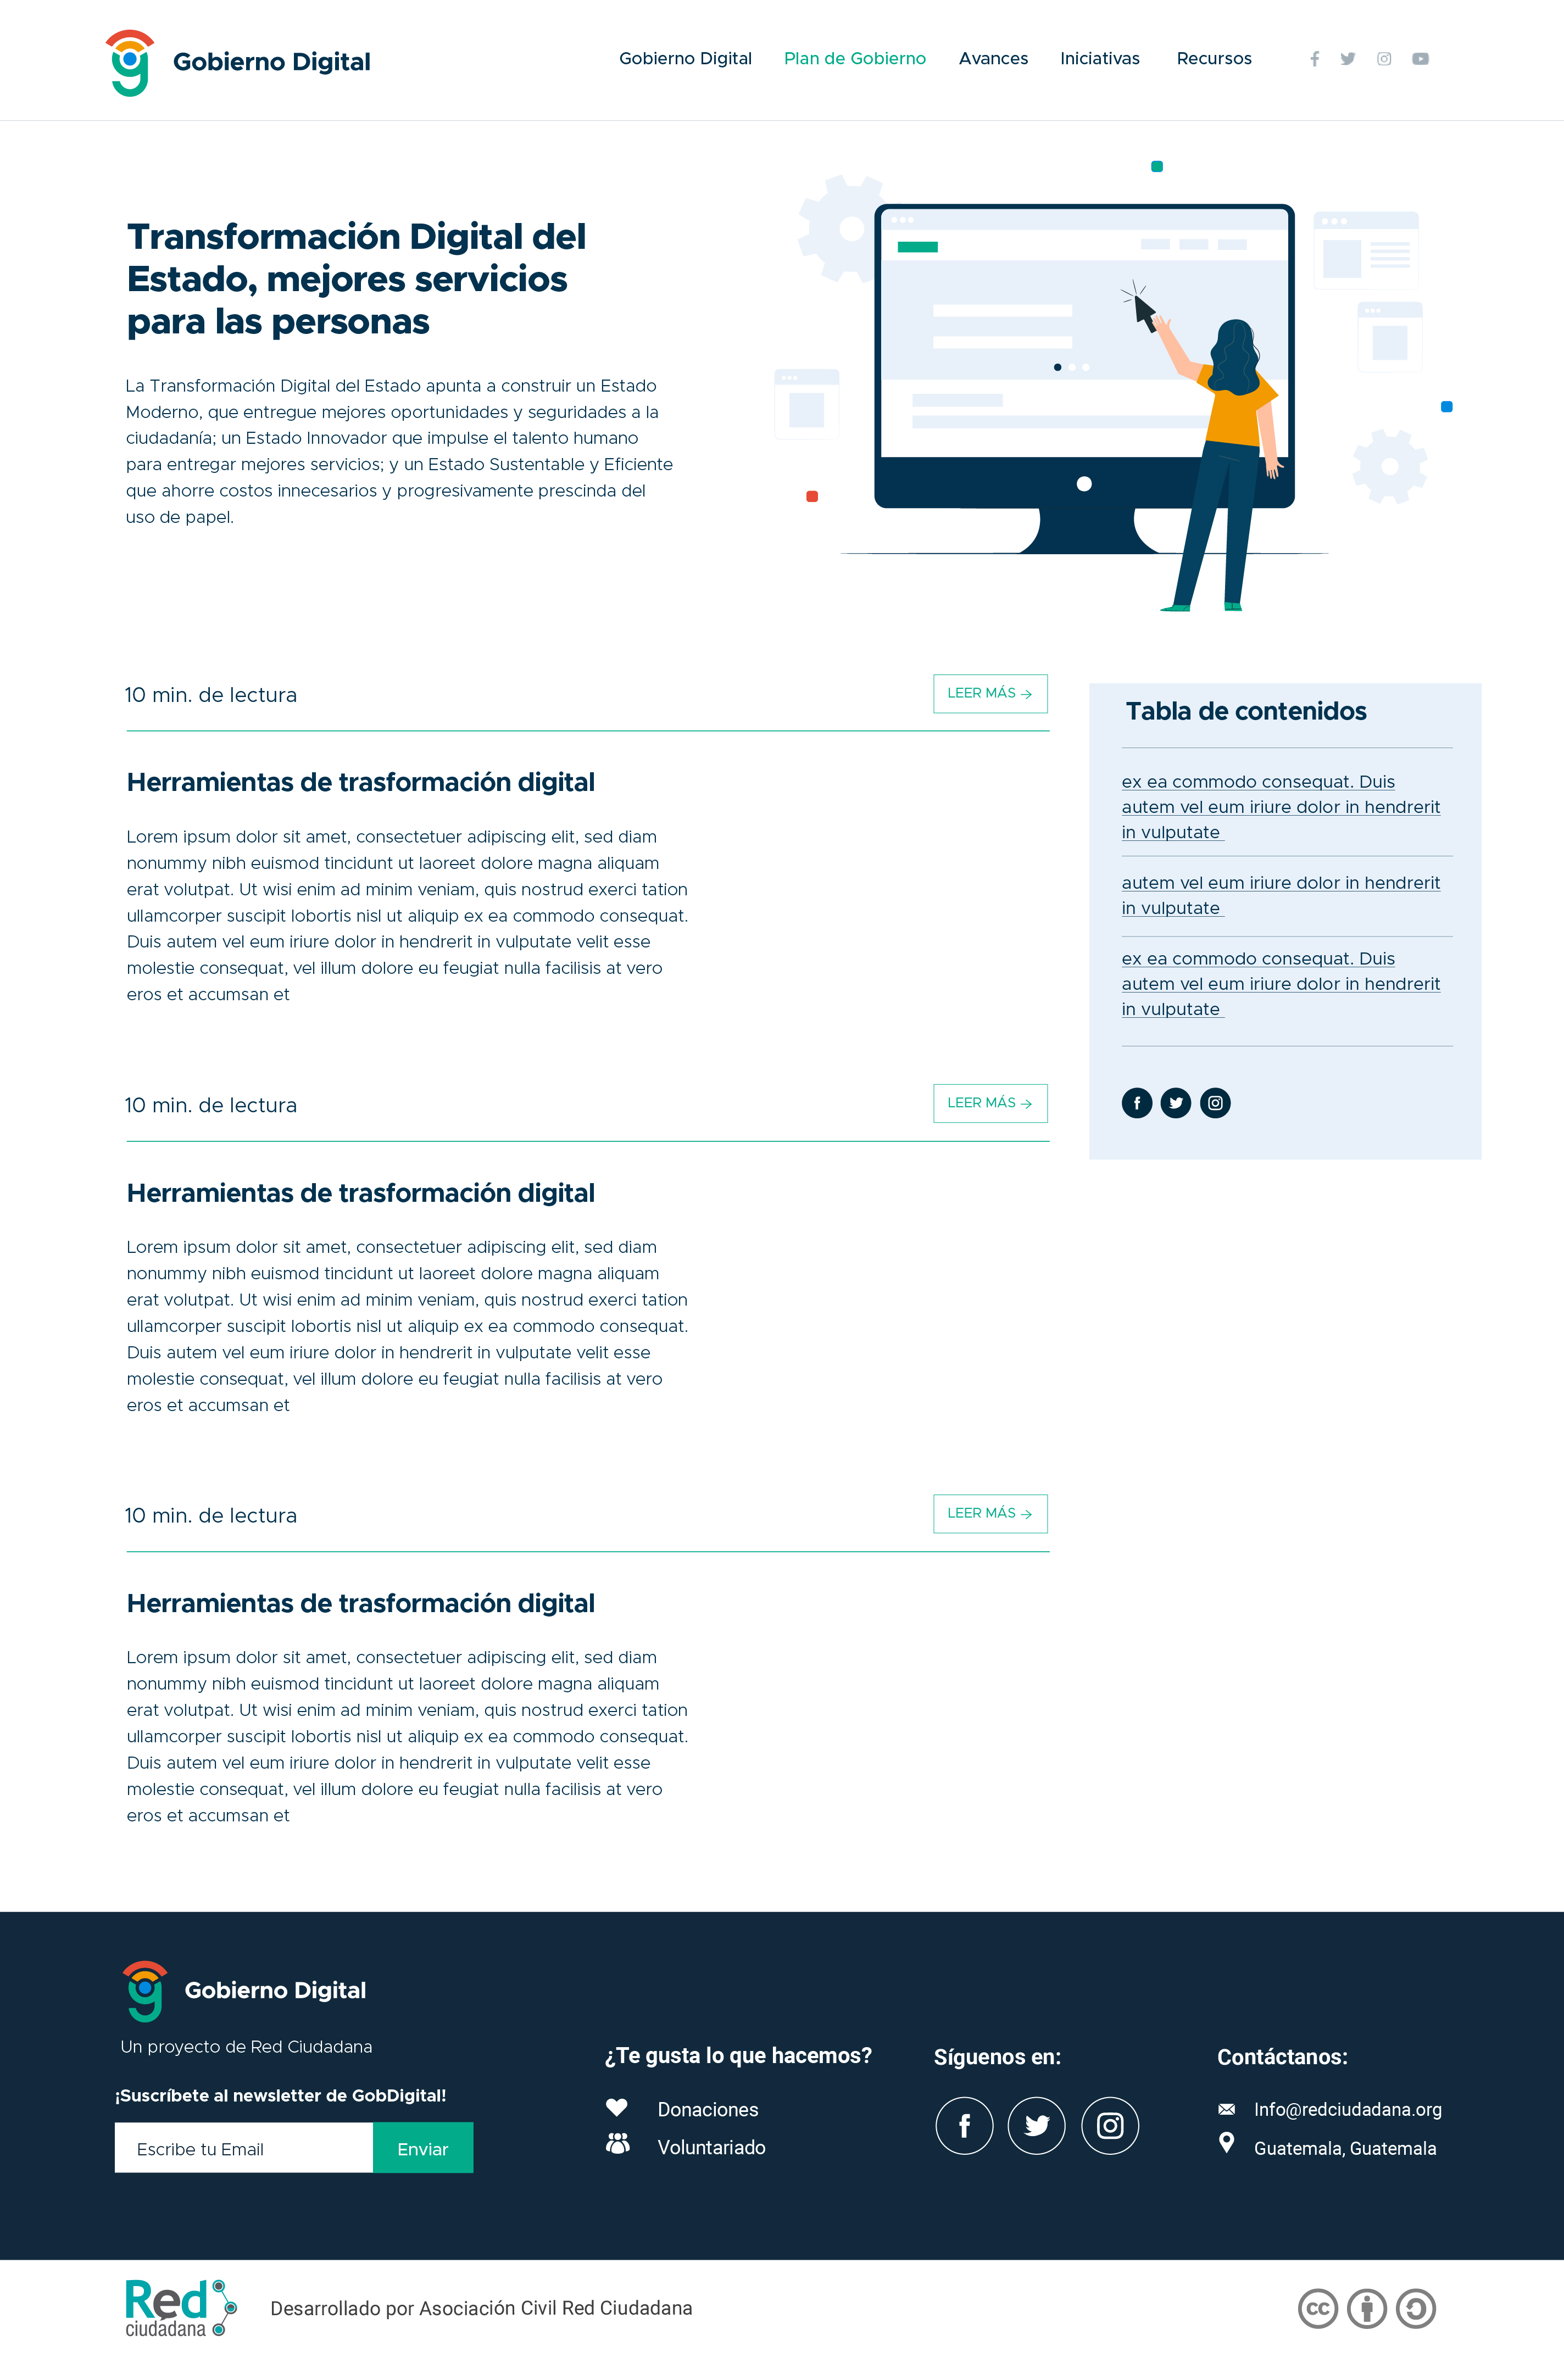 Gobierno Digital
Gobierno Digital
Plan de Gobierno
Avances
Iniciativas
Recursos
Transformación Digital del
Estado, mejores servicios
para las personas
La Transformación Digital del Estado apunta a construir un Estado
Moderno, que entregue mejores oportunidades y seguridades a la
ciudadanía; un Estado Innovador que impulse el talento humano
para entregar mejores servicios; y un Estado Sustentable y Eficiente
que ahorre costos innecesarios y progresivamente prescinda del
uso de papel.
10 min. de lectura
LEER MÁS →
Herramientas de trasformación digital
Lorem ipsum dolor sit amet, consectetuer adipiscing elit, sed diam
nonummy nibh euismod tincidunt ut laoreet dolore magna aliquam
erat volutpat. Ut wisi enim ad minim veniam, quis nostrud exerci tation
ullamcorper suscipit lobortis nisl ut aliquip ex ea commodo consequat.
Duis autem vel eum iriure dolor in hendrerit in vulputate velit esse
molestie consequat, vel illum dolore eu feugiat nulla facilisis at vero
eros et accumsan et
10 min. de lectura
LEER MÁS →
Herramientas de trasformación digital
Lorem ipsum dolor sit amet, consectetuer adipiscing elit, sed diam
nonummy nibh euismod tincidunt ut laoreet dolore magna aliquam
erat volutpat. Ut wisi enim ad minim veniam, quis nostrud exerci tation
ullamcorper suscipit lobortis nisl ut aliquip ex ea commodo consequat.
Duis autem vel eum iriure dolor in hendrerit in vulputate velit esse
molestie consequat, vel illum dolore eu feugiat nulla facilisis at vero
eros et accumsan et
10 min. de lectura
LEER MÁS →
Herramientas de trasformación digital
Lorem ipsum dolor sit amet, consectetuer adipiscing elit, sed diam
nonummy nibh euismod tincidunt ut laoreet dolore magna aliquam
erat volutpat. Ut wisi enim ad minim veniam, quis nostrud exerci tation
ullamcorper suscipit lobortis nisl ut aliquip ex ea commodo consequat.
Duis autem vel eum iriure dolor in hendrerit in vulputate velit esse
molestie consequat, vel illum dolore eu feugiat nulla facilisis at vero
eros et accumsan et
Tabla de contenidos
ex ea commodo consequat. Duis
autem vel eum iriure dolor in hendrerit
in vulputate
autem vel eum iriure dolor in hendrerit
in vulputate
ex ea commodo consequat. Duis
autem vel eum iriure dolor in hendrerit
in vulputate
Gobierno Digital
Un proyecto de Red Ciudadana
¡Suscríbete al newsletter de GobDigital!
Escribe tu Email
Enviar
¿Te gusta lo que hacemos?
Donaciones
Voluntariado
Síguenos en:
Contáctanos:
Info@redciudadana.org
Guatemala, Guatemala
Red
ciudadana
Desarrollado por Asociación Civil Red Ciudadana
cc